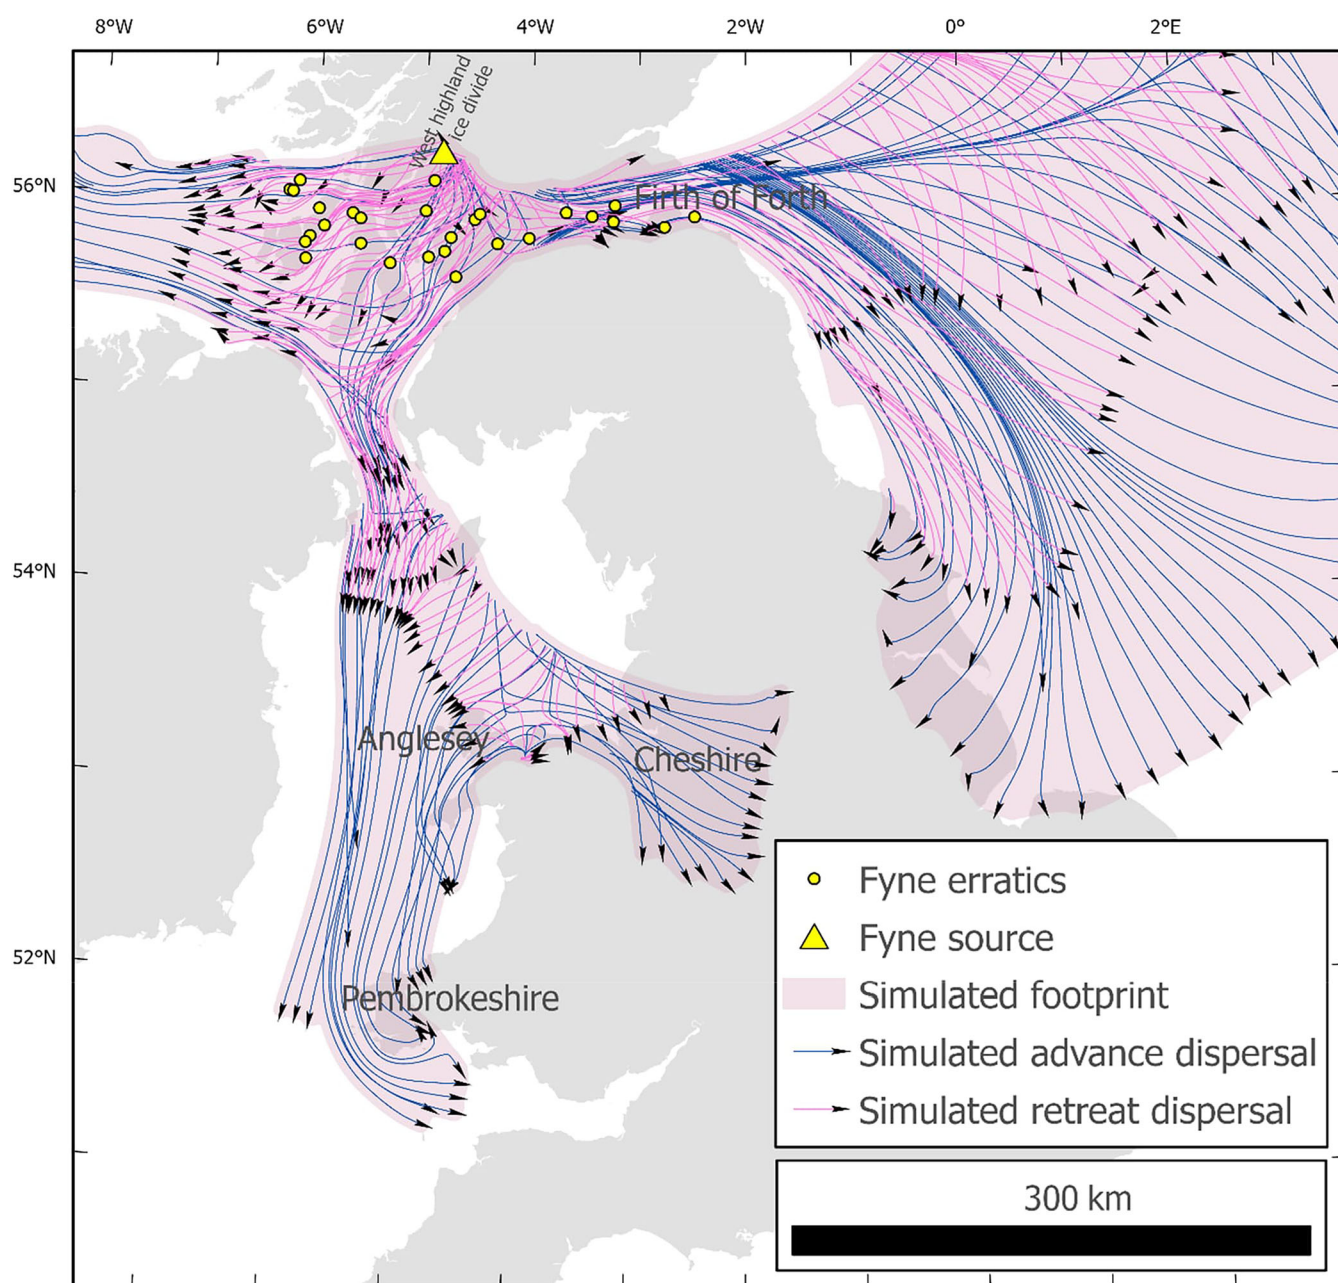 8°W 6°W 4°W 2°W 0° 2°E
West highland
ice divide
56°N
Firth of Forth
54°N
Anglesey
Cheshire
52°N
Pembrokeshire
Fyne erratics
Fyne source
Simulated footprint
Simulated advance dispersal
Simulated retreat dispersal
300 km